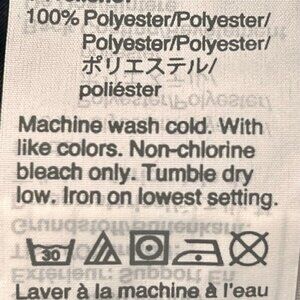 100% Polyester/Polyester/
Polyester/Polyester/
ポリエステル/
poliéster
Machine wash cold. With
like colors. Non-chlorine
bleach only. Tumble dry
low. Iron on lowest setting.
30
Laver à la machine à l'eau